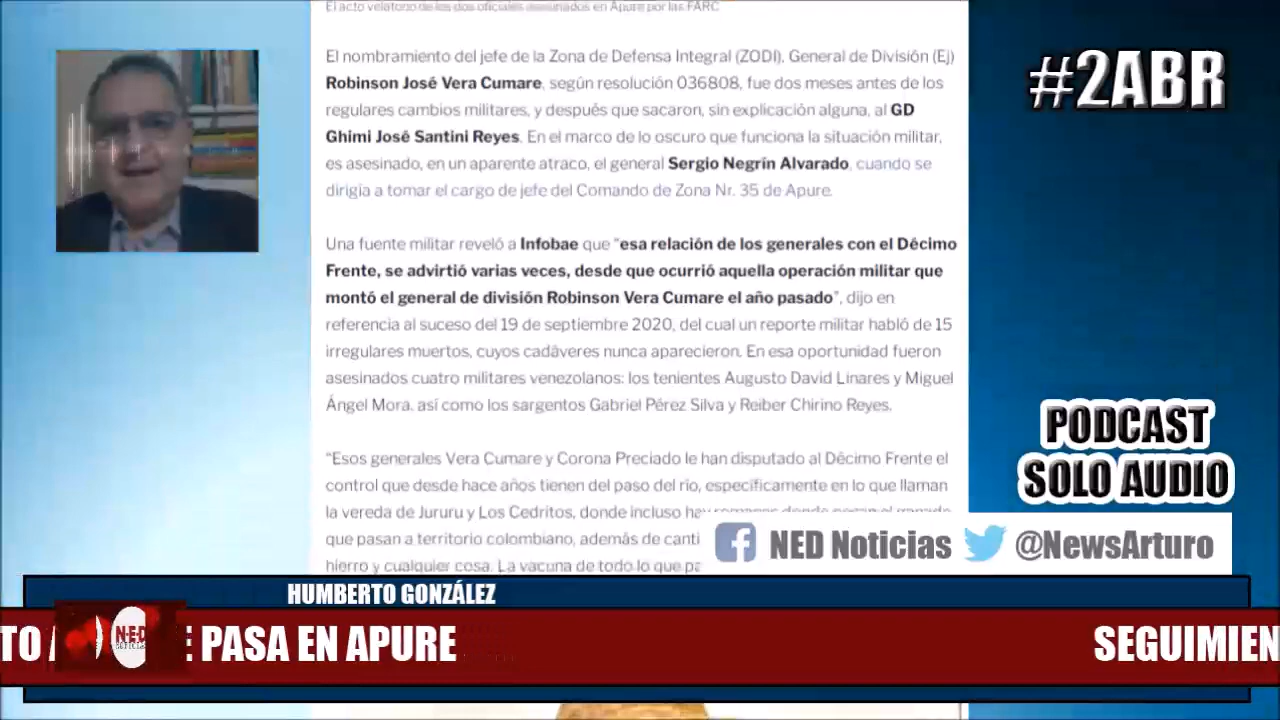 El acto velatorio de los dos oficiales asesinados en Apure por las FARC
El nombramiento del jefe de la Zona de Defensa Integral (ZODI), General de División (Ej)
Robinson José Vera Cumare, según resolución 036808, fue dos meses antes de los
regulares cambios militares, y después que sacaron, sin explicación alguna, al GD
Ghimi José Santini Reyes. En el marco de lo oscuro que funciona la situación militar,
es asesinado, en un aparente atraco, el general Sergio Negrín Alvarado, cuando se
dirigia a tomar el cargo de jefe del Comando de Zona Nr. 35 de Apure.
Una fuente militar reveló a Infobae que "esa relación de los generales con el Décimo
Frente, se advirtió varias veces, desde que ocurrió aquella operación militar que
montó el general de división Robinson Vera Cumare el año pasado", dijo en
referencia al suceso del 19 de septiembre 2020, del cual un reporte militar habló de 15
irregulares muertos, cuyos cadáveres nunca aparecieron. En esa oportunidad fueron
asesinados cuatro militares venezolanos: los tenientes Augusto David Linares y Miguel
Ángel Mora, así como los sargentos Gabriel Pérez Silva y Reiber Chirino Reyes.
"Esos generales Vera Cumare y Corona Preciado le han disputado al Décimo Frente el
control que desde hace años tienen del paso del río, específicamente en lo que llaman
la vereda de Jururu y Los Cedritos, donde incluso hay romanas donde pesan el ganado
que pasan a territorio colombiano, además de canti
hierro y cualquier cosa. La vacuna de todo lo que pa
#2ABR
PODCAST
SOLO AUDIO
NED Noticias @NewsArturo
HUMBERTO GONZÁLEZ
TO A E PASA EN APURE SEGUIMIEN
N·E·D
NOTICIAS